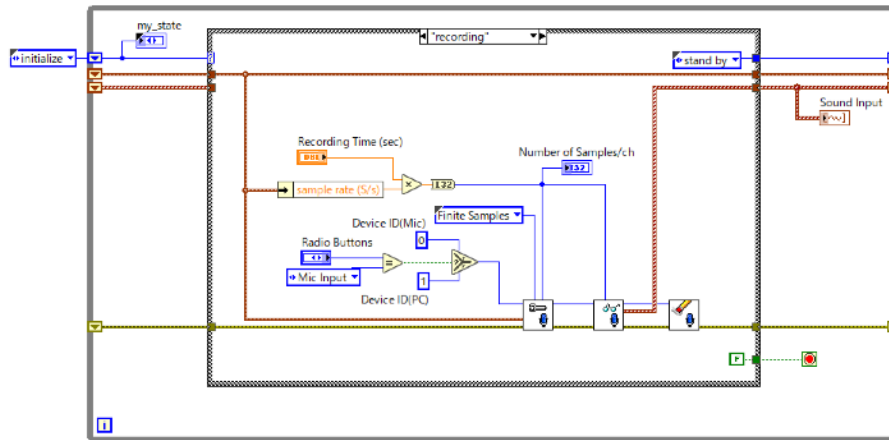 my_state
initialize
"recording"
stand by
Sound Input
Recording Time (sec)
Number of Samples/ch
I32
sample rate (S/s)
I32
Finite Samples
Device ID(Mic)
Radio Buttons
0
Mic Input
1
Device ID(PC)
F
i